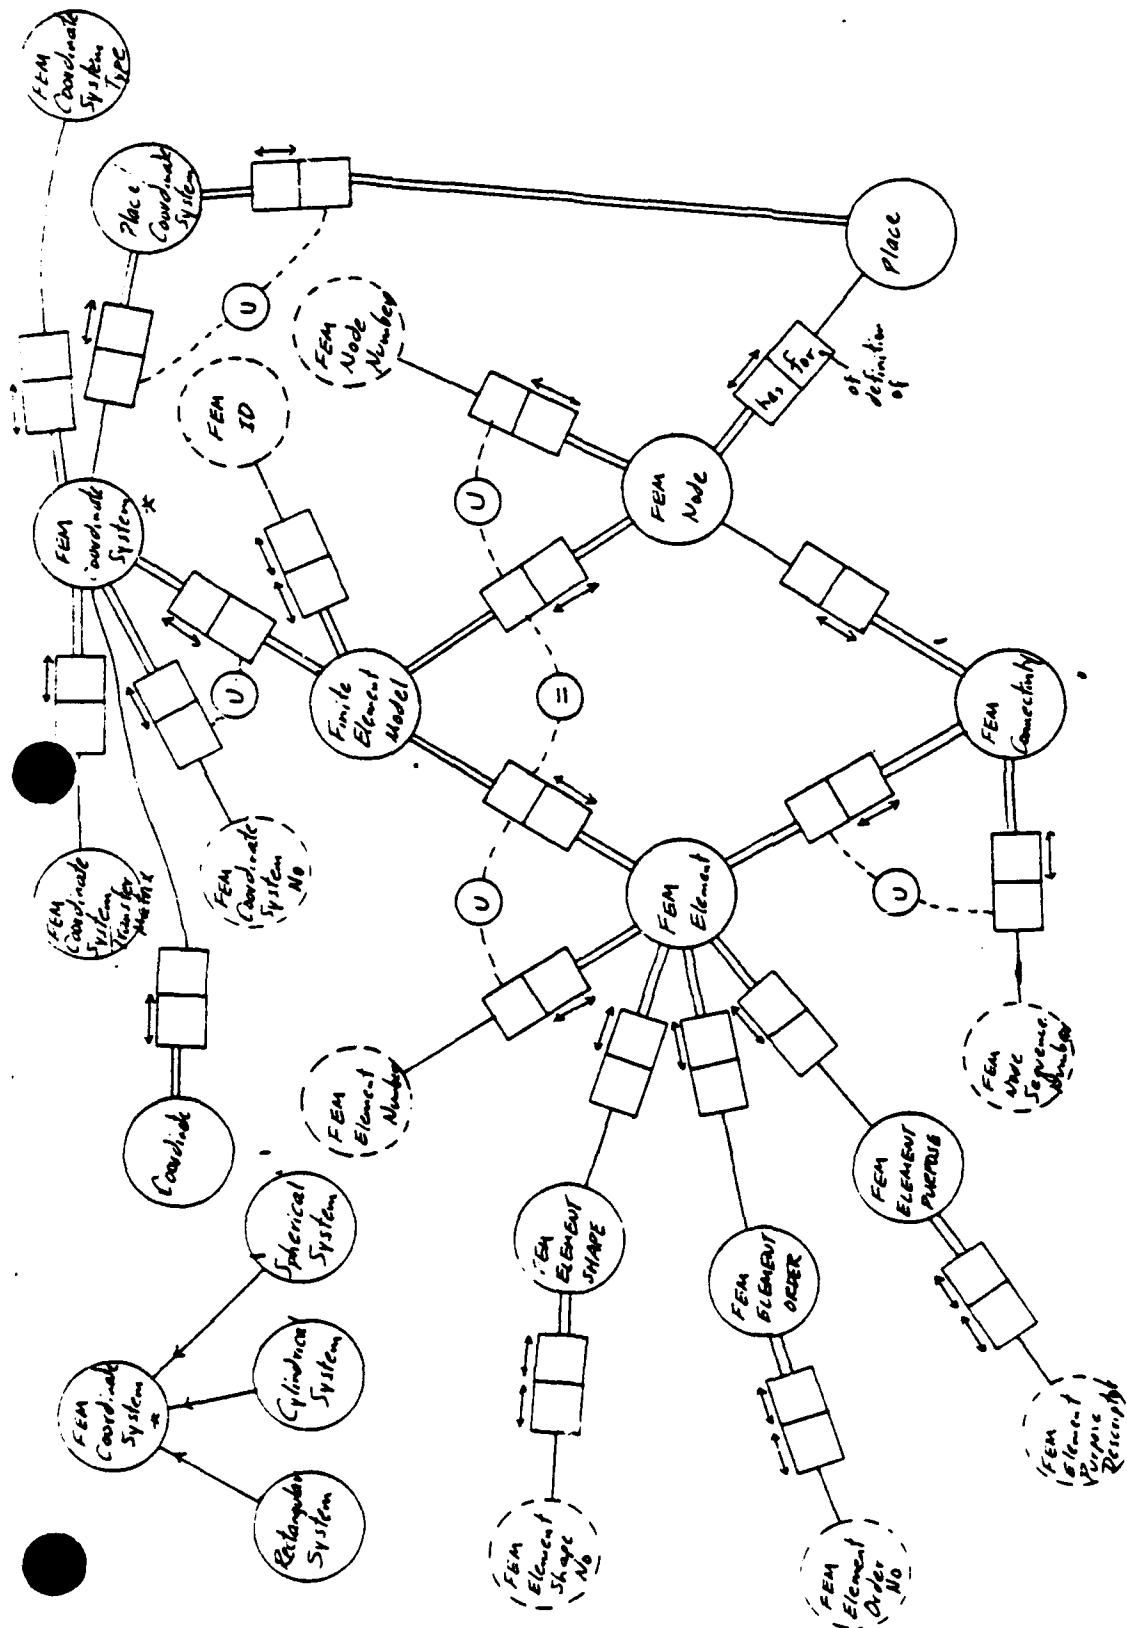 FEM
Coordinate
System
Type
Place
Coordinate
System
FEM
Coordinate
System
*
FEM
Coordinate
System
Transfer
Matrix
FEM
Coordinate
System
No
Coordinate
FEM
Coordinate
System
*
Spherical
System
Cylindrical
System
Rectangular
System
U
FEM
ID
U
Finite
Element
Model
FEM
Node
Number
U
=
U
FEM
Element
Number
FEM
Node
has
for
of
definition
of
Place
FEM
Element
FEM
Connectivity
U
FEM
Node
Sequence
Number
FEM
ELEMENT
SHAPE
FEM
Element
Shape
No
FEM
ELEMENT
ORDER
FEM
Element
Order
No
FEM
ELEMENT
PURPOSE
FEM
Element
Purpose
Descriptor